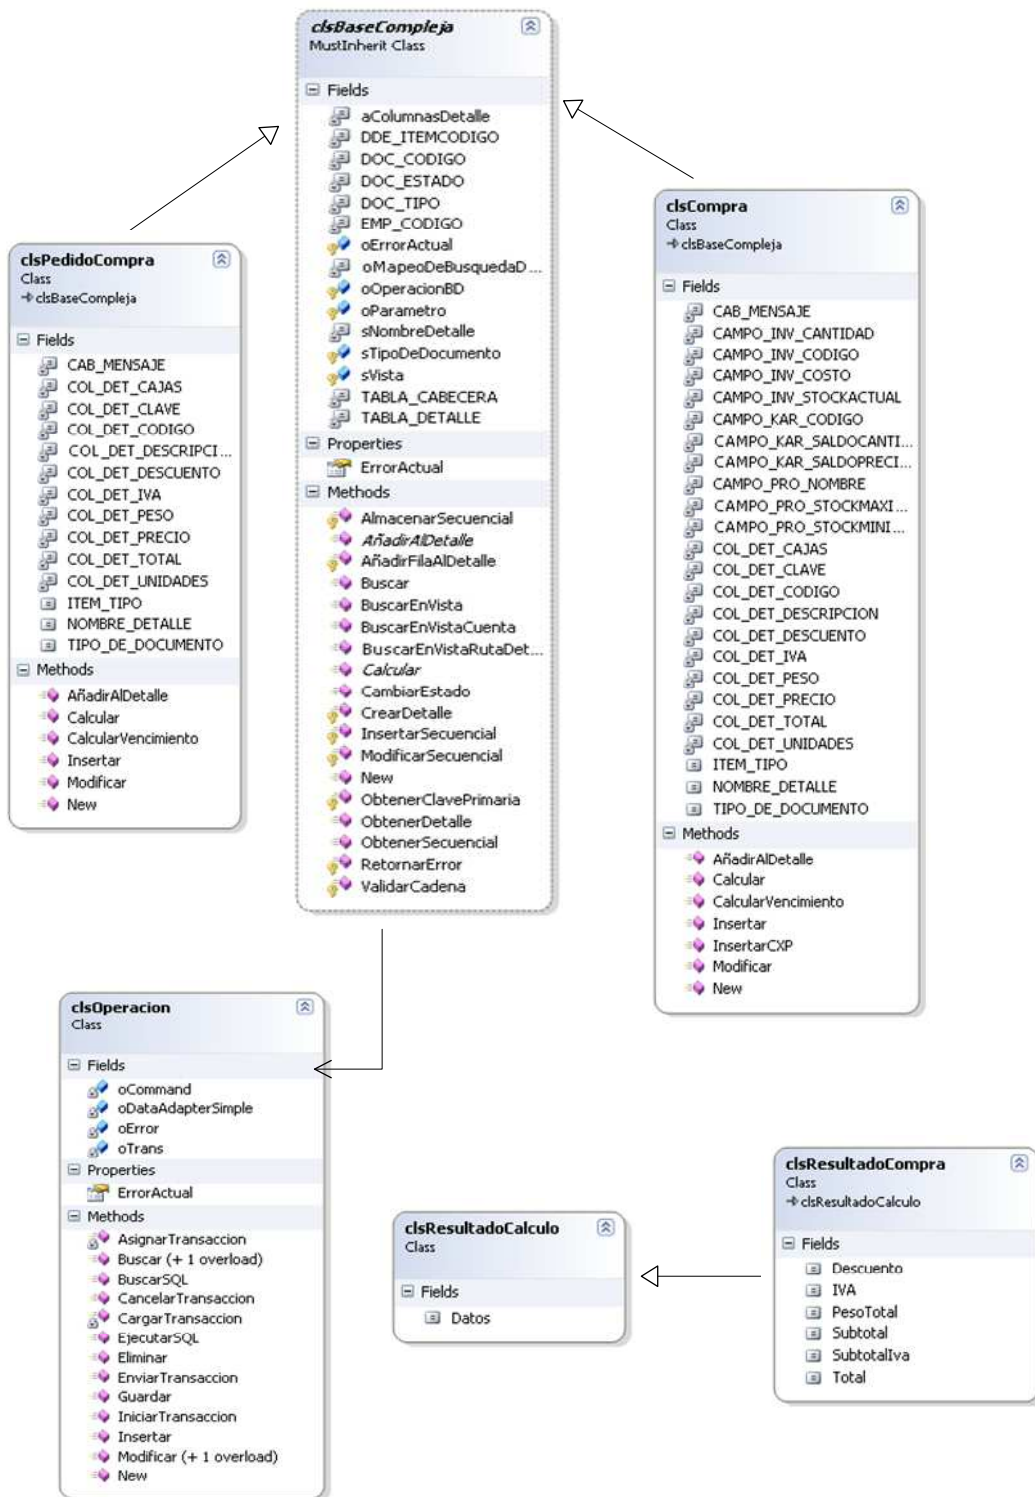 clsBaseCompleja
MustInherit Class
Fields
aColumnasDetalle
DDE_ITEMCODIGO
DOC_CODIGO
DOC_ESTADO
DOC_TIPO
EMP_CODIGO
oErrorActual
oMapeoDeBusquedaD...
oOperacionBD
oParametro
sNombreDetalle
sTipoDeDocumento
sVista
TABLA_CABECERA
TABLA_DETALLE
Properties
ErrorActual
Methods
AlmacenarSecuencial
AñadirAlDetalle
AñadirFilaAlDetalle
Buscar
BuscarEnVista
BuscarEnVistaCuenta
BuscarEnVistaRutaDet...
Calcular
CambiarEstado
CrearDetalle
InsertarSecuencial
ModificarSecuencial
New
ObtenerClavePrimaria
ObtenerDetalle
ObtenerSecuencial
RetornarError
ValidarCadena
clsPedidoCompra
Class
clsBaseCompleja
Fields
CAB_MENSAJE
COL_DET_CAJAS
COL_DET_CLAVE
COL_DET_CODIGO
COL_DET_DESCRIPCI...
COL_DET_DESCUENTO
COL_DET_IVA
COL_DET_PESO
COL_DET_PRECIO
COL_DET_TOTAL
COL_DET_UNIDADES
ITEM_TIPO
NOMBRE_DETALLE
TIPO_DE_DOCUMENTO
Methods
AñadirAlDetalle
Calcular
CalcularVencimiento
Insertar
Modificar
New
clsCompra
Class
clsBaseCompleja
Fields
CAB_MENSAJE
CAMPO_INV_CANTIDAD
CAMPO_INV_CODIGO
CAMPO_INV_COSTO
CAMPO_INV_STOCKACTUAL
CAMPO_KAR_CODIGO
CAMPO_KAR_SALDOCANTI...
CAMPO_KAR_SALDOPRECI...
CAMPO_PRO_NOMBRE
CAMPO_PRO_STOCKMAXI...
CAMPO_PRO_STOCKMINI...
COL_DET_CAJAS
COL_DET_CLAVE
COL_DET_CODIGO
COL_DET_DESCRIPCION
COL_DET_DESCUENTO
COL_DET_IVA
COL_DET_PESO
COL_DET_PRECIO
COL_DET_TOTAL
COL_DET_UNIDADES
ITEM_TIPO
NOMBRE_DETALLE
TIPO_DE_DOCUMENTO
Methods
AñadirAlDetalle
Calcular
CalcularVencimiento
Insertar
InsertarCXP
Modificar
New
clsOperacion
Class
Fields
oCommand
oDataAdapterSimple
oError
oTrans
Properties
ErrorActual
Methods
AsignarTransaccion
Buscar (+ 1 overload)
BuscarSQL
CancelarTransaccion
CargarTransaccion
EjecutarSQL
Eliminar
EnviarTransaccion
Guardar
IniciarTransaccion
Insertar
Modificar (+ 1 overload)
New
clsResultadoCalculo
Class
Fields
Datos
clsResultadoCompra
Class
clsResultadoCalculo
Fields
Descuento
IVA
PesoTotal
Subtotal
SubtotalIva
Total